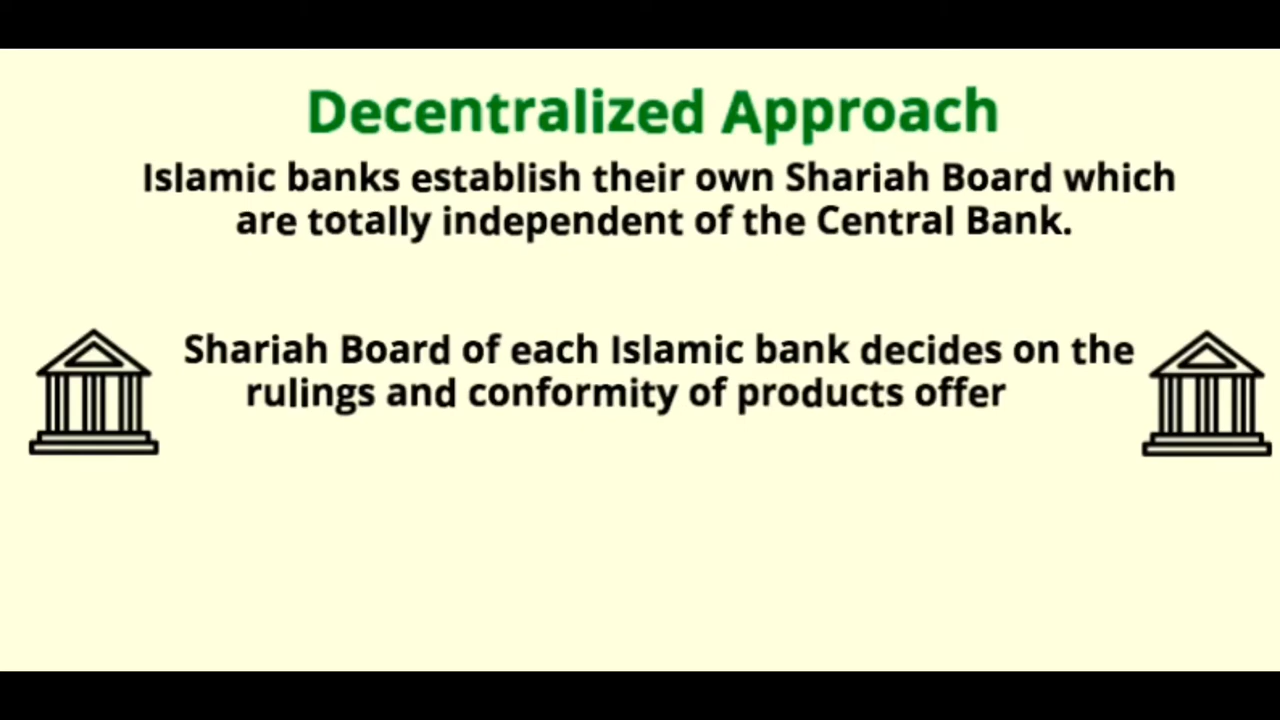 Decentralized Approach
Islamic banks establish their own Shariah Board which
are totally independent of the Central Bank.
Shariah Board of each Islamic bank decides on the
rulings and conformity of products offer